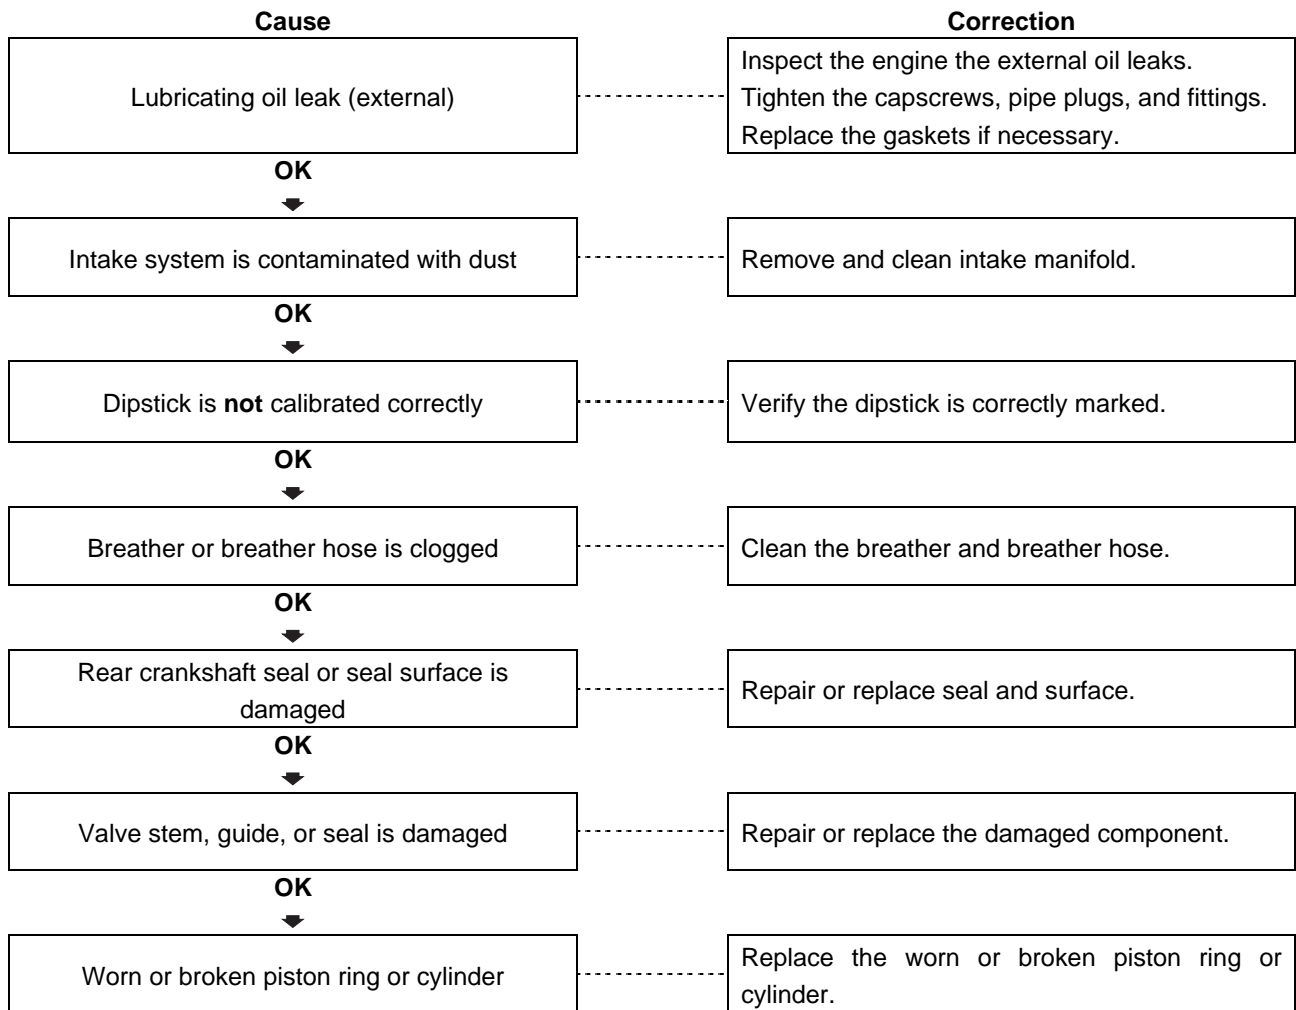 Cause
Correction
Lubricating oil leak (external)
Inspect the engine the external oil leaks.
Tighten the capscrews, pipe plugs, and fittings.
Replace the gaskets if necessary.
OK
Intake system is contaminated with dust
Remove and clean intake manifold.
OK
Dipstick is not calibrated correctly
Verify the dipstick is correctly marked.
OK
Breather or breather hose is clogged
Clean the breather and breather hose.
OK
Rear crankshaft seal or seal surface is
damaged
Repair or replace seal and surface.
OK
Valve stem, guide, or seal is damaged
Repair or replace the damaged component.
OK
Worn or broken piston ring or cylinder
Replace the worn or broken piston ring or
cylinder.